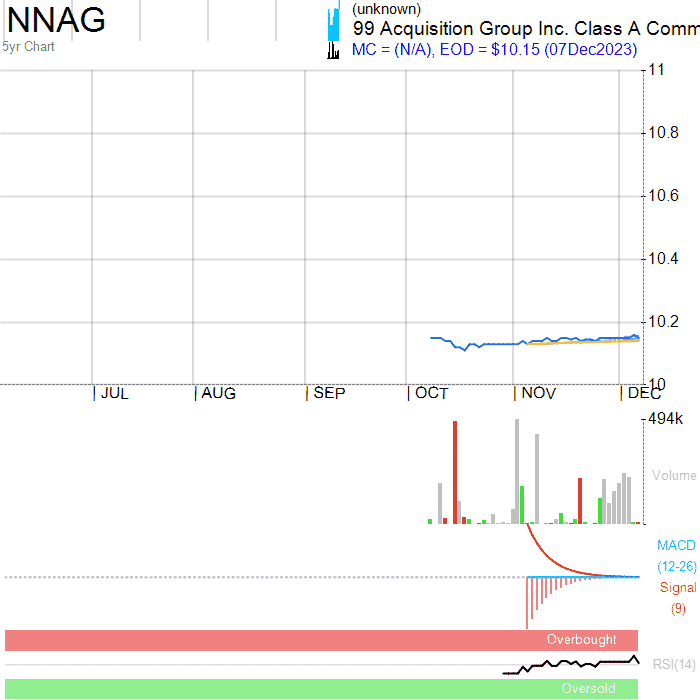 NNAG
(unknown)
99 Acquisition Group Inc. Class A Comm
5yr Chart
MC = (N/A), EOD = $10.15 (07Dec2023)
11
10.8
10.6
10.4
10.2
10
JUL AUG SEP OCT NOV DEC
494k
Volume
MACD
(12-26)
Signal
(9)
Overbought
RSI(14)
Oversold